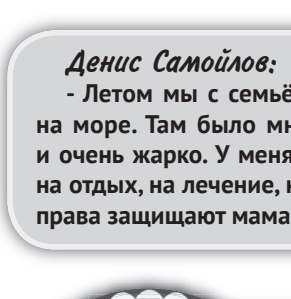 Денис Самойлов:
- Летом мы с семьё
на море. Там было мн
и очень жарко. У меня
на отдых, на лечение,
права защищают мама